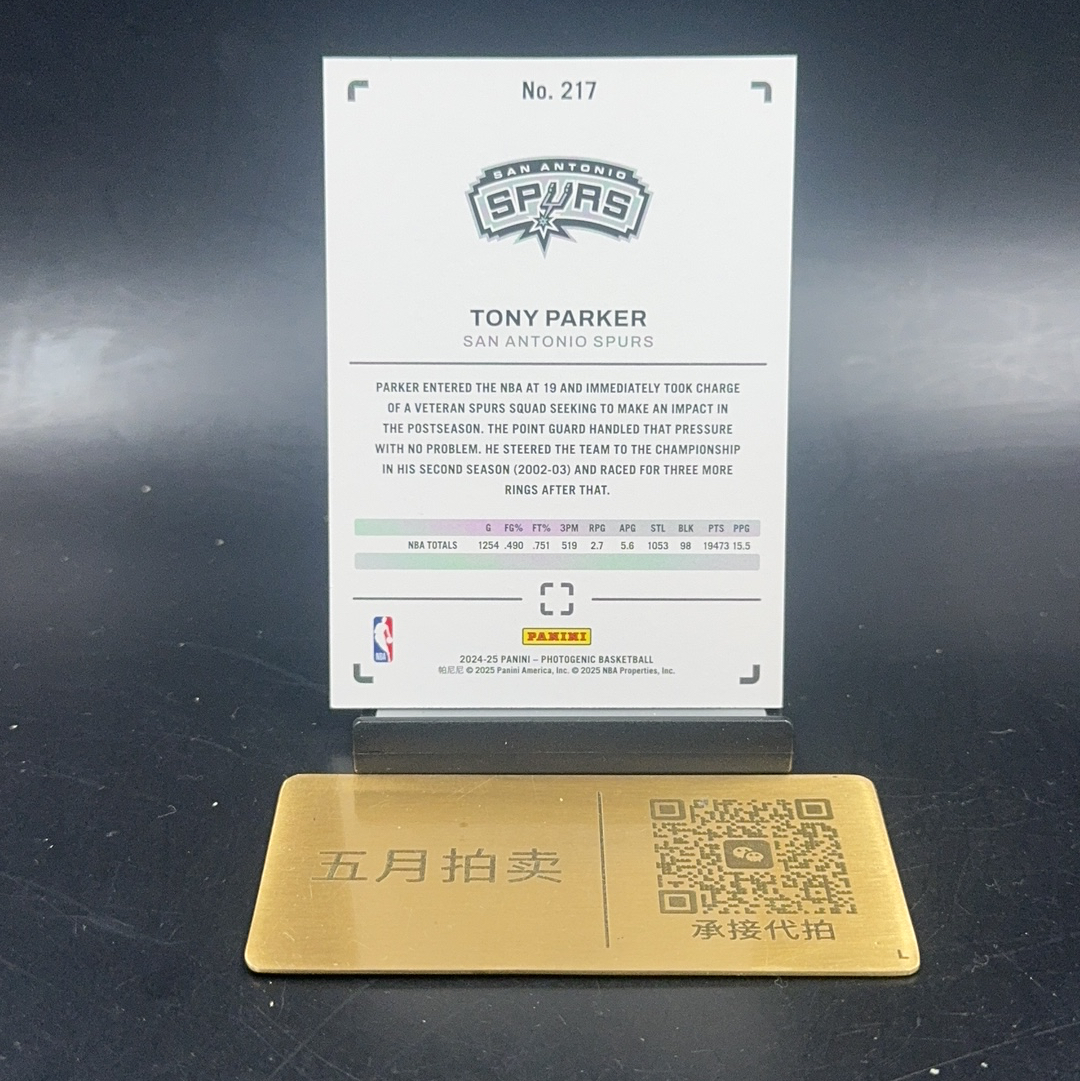 No. 217
SAN ANTONIO
SPURS
TONY PARKER
SAN ANTONIO SPURS
PARKER ENTERED THE NBA AT 19 AND IMMEDIATELY TOOK CHARGE
OF A VETERAN SPURS SQUAD SEEKING TO MAKE AN IMPACT IN
THE POSTSEASON. THE POINT GUARD HANDLED THAT PRESSURE
WITH NO PROBLEM. HE STEERED THE TEAM TO THE CHAMPIONSHIP
IN HIS SECOND SEASON (2002-03) AND RACED FOR THREE MORE
RINGS AFTER THAT.
G FG% FT% 3PM RPG APG STL BLK PTS PPG
NBA TOTALS 1254 .490 .751 519 2.7 5.6 1053 98 19473 15.5
NBA
PANINI
2024-25 PANINI – PHOTOGENIC BASKETBALL
帕尼尼 © 2025 Panini America, Inc. © 2025 NBA Properties, Inc.
五月拍卖
承接代拍